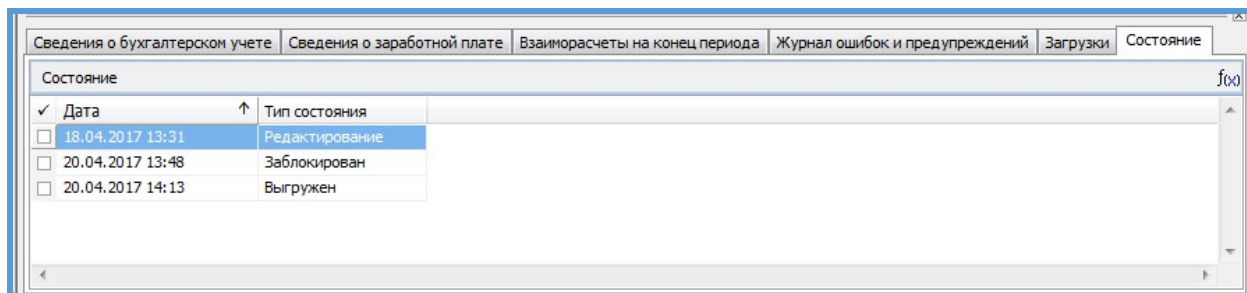 Сведения о бухгалтерском учете Сведения о заработной плате Взаиморасчеты на конец периода Журнал ошибок и предупреждений Загрузки Состояние
Состояние f(x)
✓ Дата ↑ Тип состояния
18.04.2017 13:31 Редактирование
20.04.2017 13:48 Заблокирован
20.04.2017 14:13 Выгружен